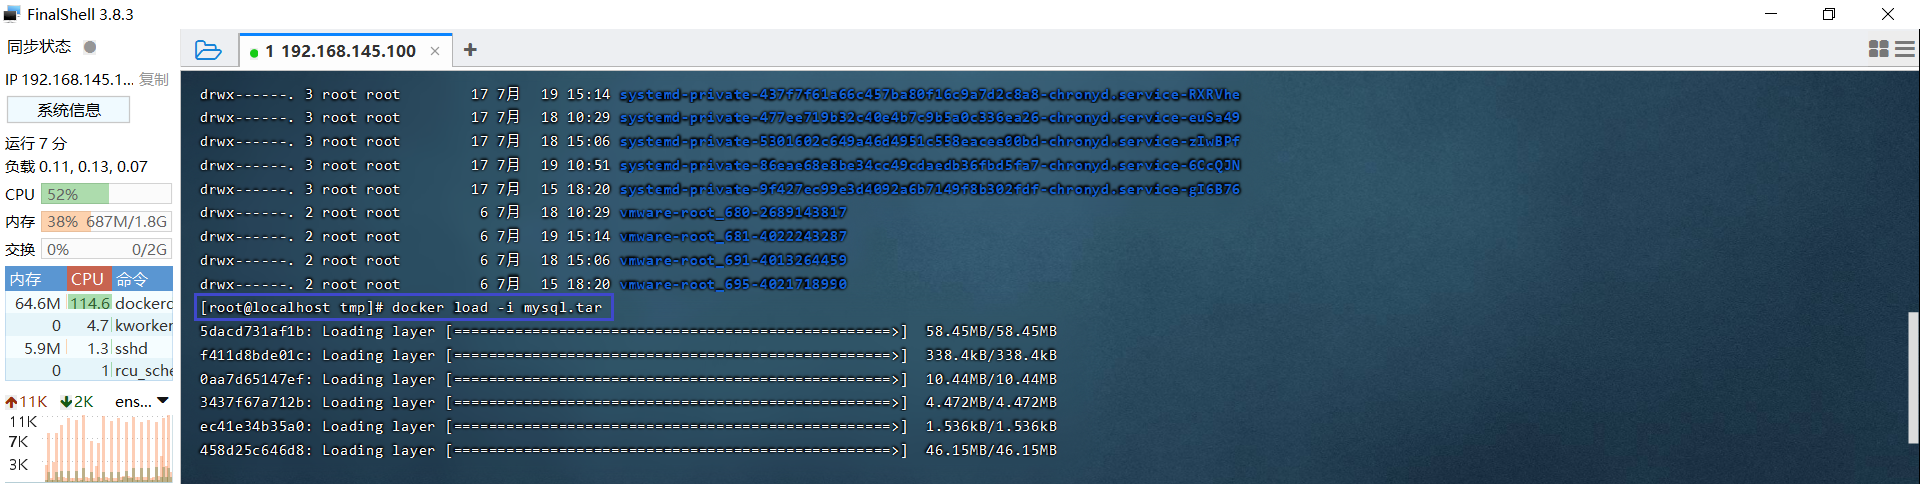 FinalShell 3.8.3
同步状态
IP 192.168.145.1... 复制
系统信息
运行 7 分
负载 0.11, 0.13, 0.07
CPU 52%
内存 38% 687M/1.8G
交换 0% 0/2G
内存 CPU 命令
64.6M 114.6 dockerc
0 4.7 kworker
5.9M 1.3 sshd
0 1 rcu_sche
11K 2K ens...
11K
7K
3K
1 192.168.145.100
drwx------. 3 root root 17 7月 19 15:14 systemd-private-437f7f61a66c457ba80f16c9a7d2c8a8-chronyd.service-RXRVhe
drwx------. 3 root root 17 7月 18 10:29 systemd-private-477ee719b32c40e4b7c9b5a0c336ea26-chronyd.service-euSa49
drwx------. 3 root root 17 7月 18 15:06 systemd-private-5301602c649a46d4951c558eacee00bd-chronyd.service-zIwBPf
drwx------. 3 root root 17 7月 19 10:51 systemd-private-86eae68e8be34cc49cdaedb36fbd5fa7-chronyd.service-6CcQJN
drwx------. 3 root root 17 7月 15 18:20 systemd-private-9f427ec99e3d4092a6b7149f8b302fdf-chronyd.service-gI6B76
drwx------. 2 root root 6 7月 18 10:29 vmware-root_680-2689143817
drwx------. 2 root root 6 7月 19 15:14 vmware-root_681-4022243287
drwx------. 2 root root 6 7月 18 15:06 vmware-root_691-4013264459
drwx------. 2 root root 6 7月 15 18:20 vmware-root_695-4021718990
[root@localhost tmp]# docker load -i mysql.tar
5dacd731af1b: Loading layer [==================================================>] 58.45MB/58.45MB
f411d8bde01c: Loading layer [==================================================>] 338.4kB/338.4kB
0aa7d65147ef: Loading layer [==================================================>] 10.44MB/10.44MB
3437f67a712b: Loading layer [==================================================>] 4.472MB/4.472MB
ec41e34b35a0: Loading layer [==================================================>] 1.536kB/1.536kB
458d25c646d8: Loading layer [==================================================>] 46.15MB/46.15MB